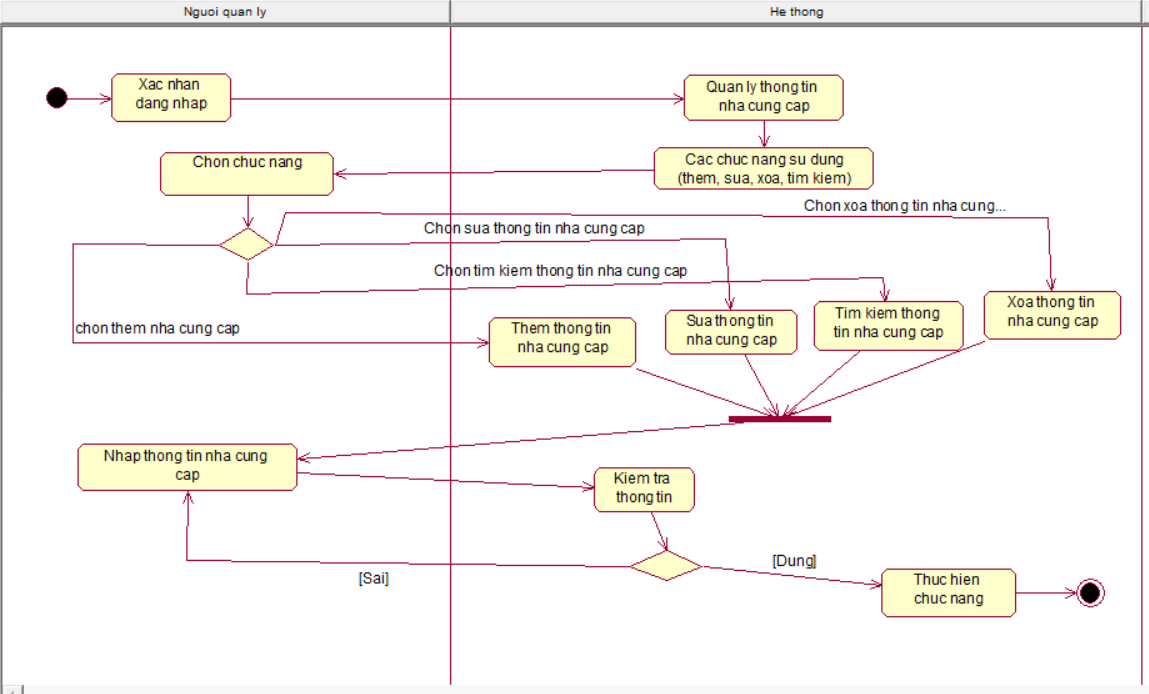 Nguoi quan ly
He thong
Xac nhan
dang nhap
Quan ly thong tin
nha cung cap
Chon chuc nang
Cac chuc nang su dung
(them, sua, xoa, tim kiem)
Chon xoa thong tin nha cung...
Chon sua thong tin nha cung cap
Chon tim kiem thong tin nha cung cap
chon them nha cung cap
Them thong tin
nha cung cap
Sua thong tin
nha cung cap
Tim kiem thong
tin nha cung cap
Xoa thong tin
nha cung cap
Nhap thong tin nha cung
cap
Kiem tra
thong tin
[Sai]
[Dung]
Thuc hien
chuc nang